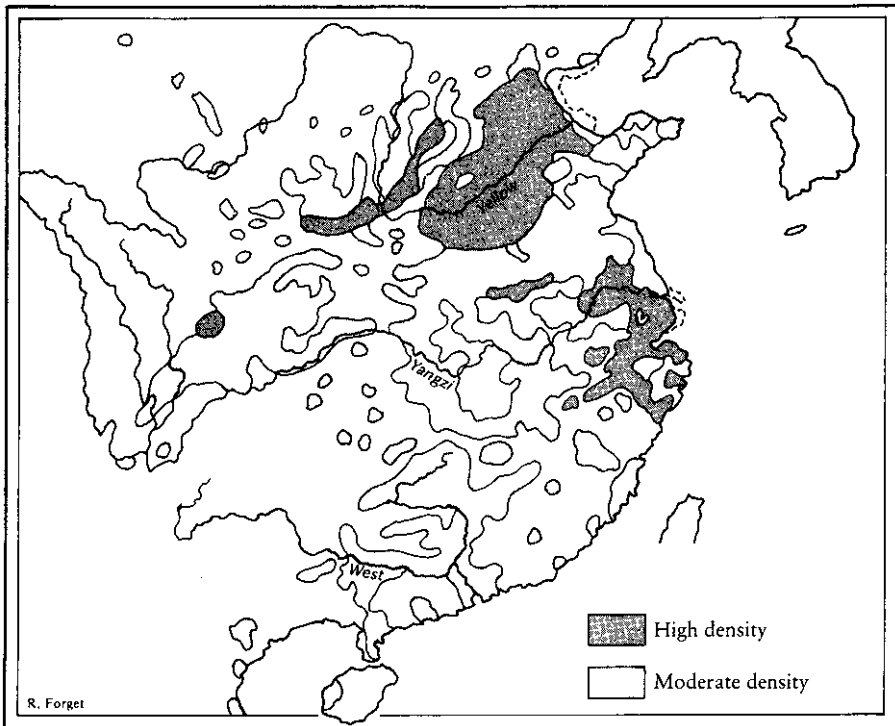 Yellow
Yangzi
West
High density
Moderate density
R. Forget